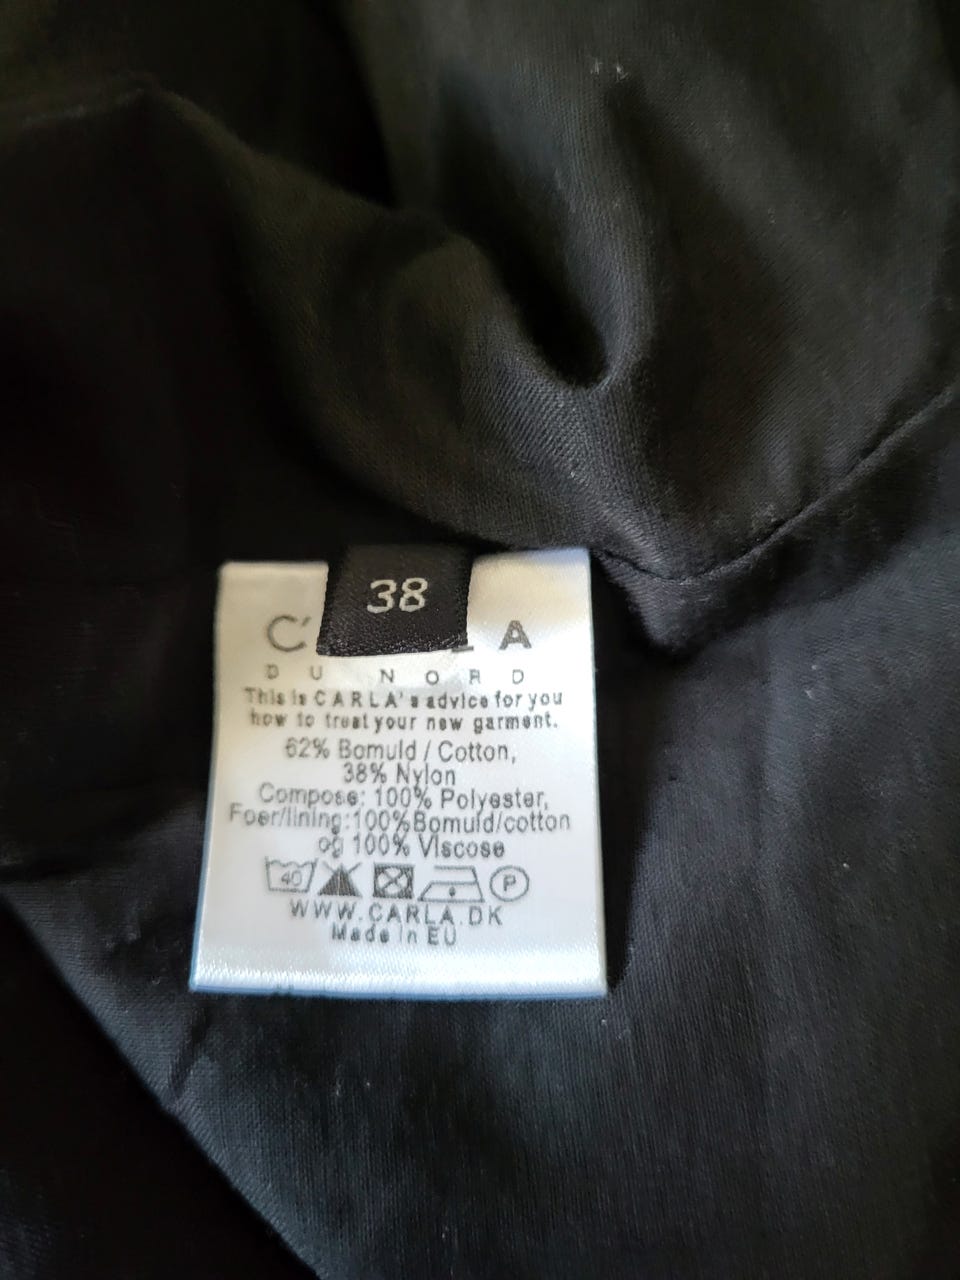 38
C' A
DU NORD
This is CARLA's advice for you
how to treat your new garment.
62% Bomuld / Cotton,
38% Nylon
Compose: 100% Polyester,
Foer/lining:100%Bomuld/cotton
og 100% Viscose
40 P
WWW.CARLA.DK
Made in EU